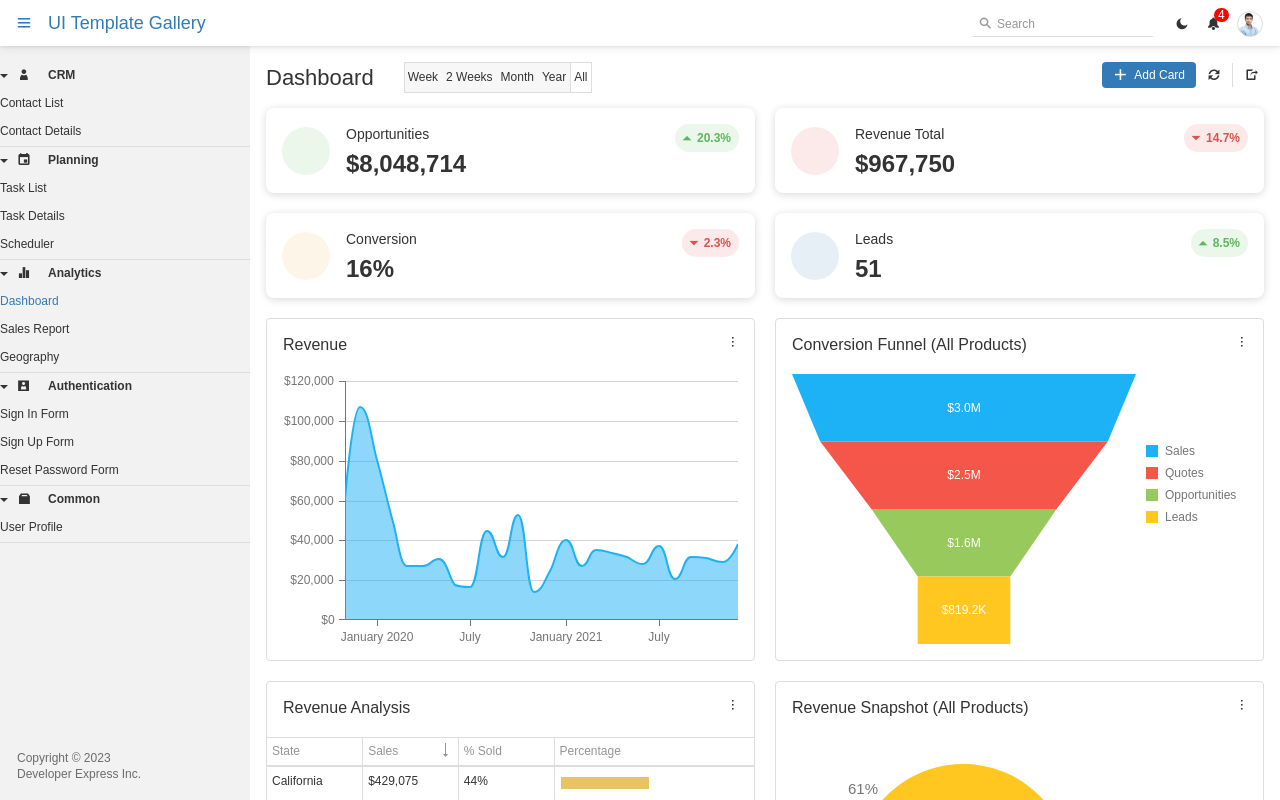 UI Template Gallery
Search
4
CRM
Contact List
Contact Details
Planning
Task List
Task Details
Scheduler
Analytics
Dashboard
Sales Report
Geography
Authentication
Sign In Form
Sign Up Form
Reset Password Form
Common
User Profile
Copyright © 2023
Developer Express Inc.
Dashboard
Week 2 Weeks Month Year All
Add Card
Opportunities
$8,048,714
20.3%
Revenue Total
$967,750
14.7%
Conversion
16%
2.3%
Leads
51
8.5%
Revenue
$120,000
$100,000
$80,000
$60,000
$40,000
$20,000
$0
January 2020 July January 2021 July
Conversion Funnel (All Products)
$3.0M
$2.5M
$1.6M
$819.2K
Sales
Quotes
Opportunities
Leads
Revenue Analysis
State Sales % Sold Percentage
California $429,075 44%
Revenue Snapshot (All Products)
61%